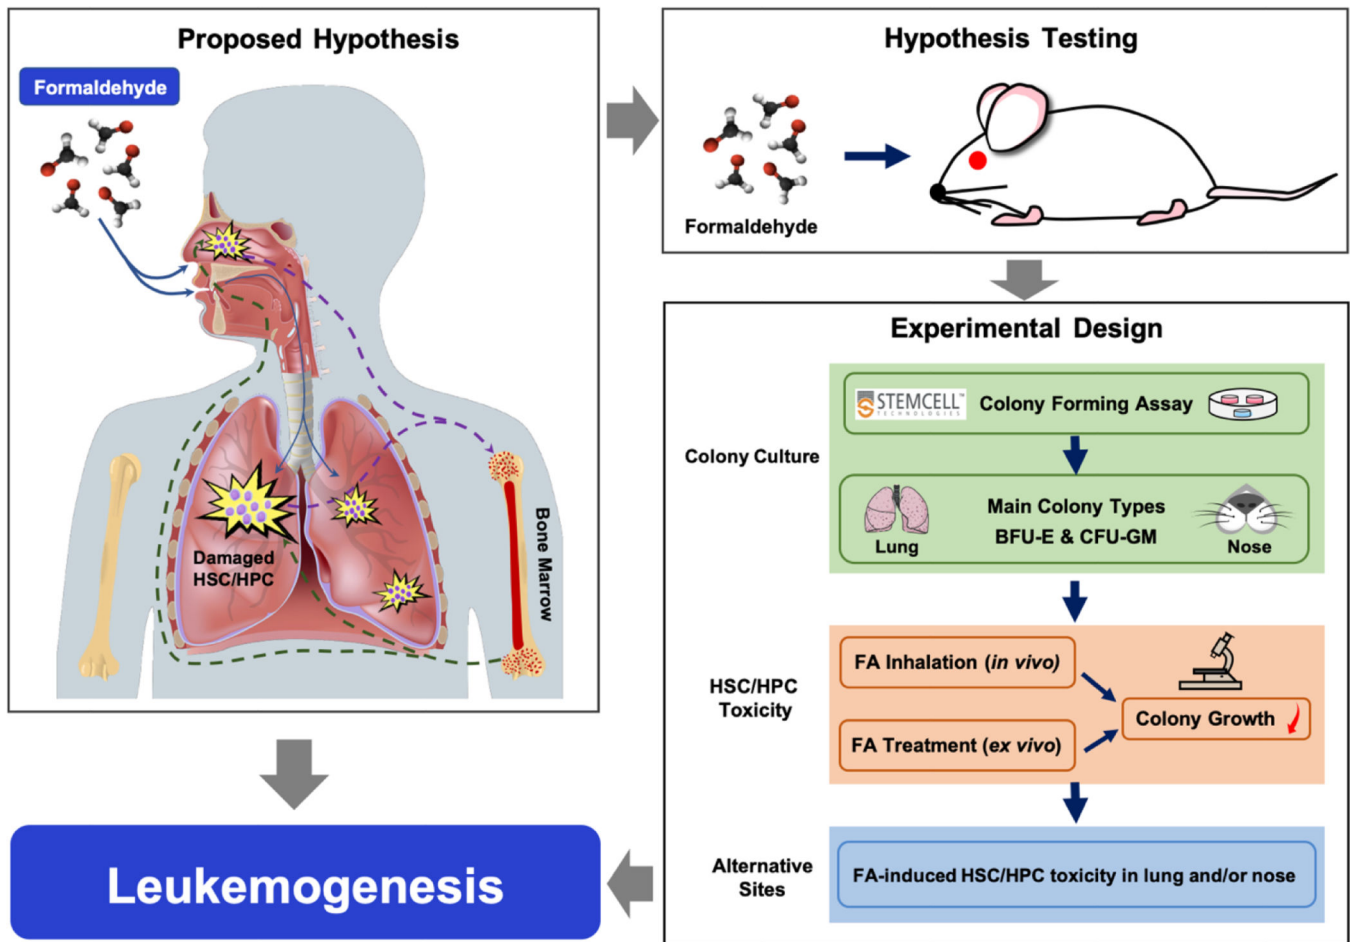 Proposed Hypothesis
Formaldehyde
Damaged
HSC/HPC
Bone Marrow
Hypothesis Testing
Formaldehyde
Experimental Design
Colony Culture
STEMCELL™
TECHNOLOGIES
Colony Forming Assay
Main Colony Types
BFU-E & CFU-GM
Lung
Nose
HSC/HPC
Toxicity
FA Inhalation (in vivo)
FA Treatment (ex vivo)
Colony Growth
Alternative
Sites
FA-induced HSC/HPC toxicity in lung and/or nose
Leukemogenesis